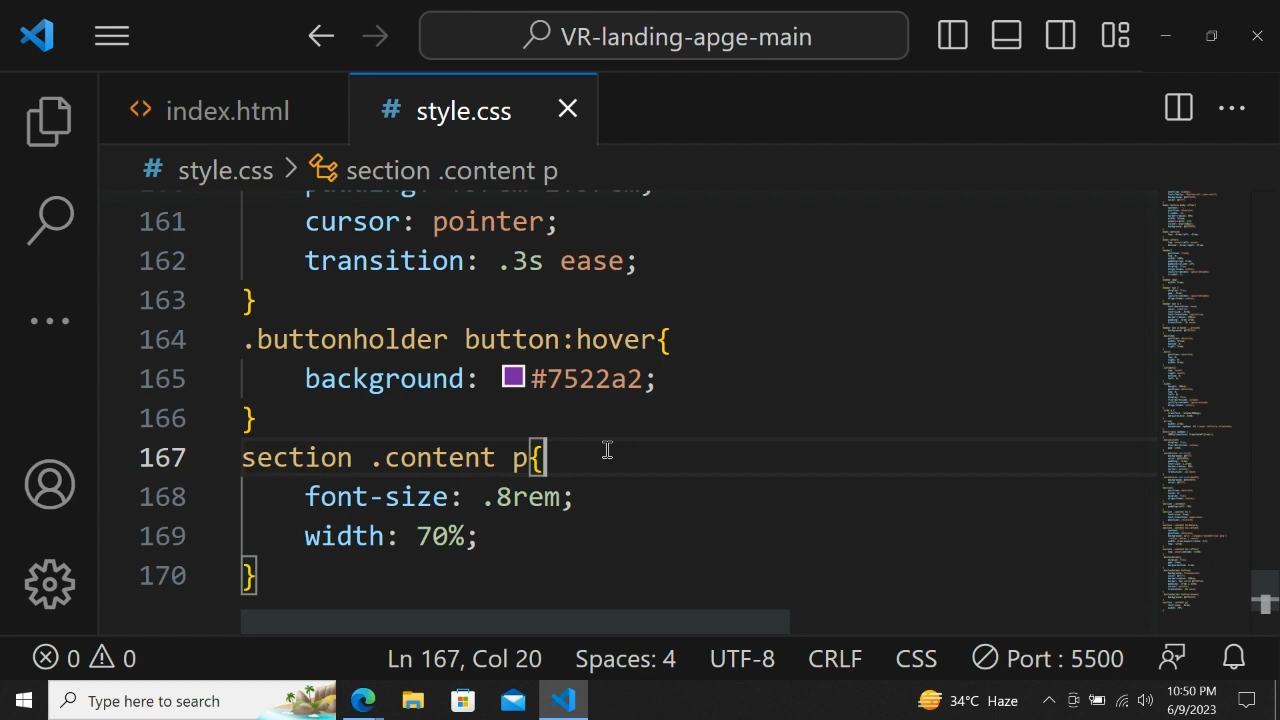 VR-landing-apge-main
index.html
# style.css
# style.css > section .content p
161 cursor: pointer;
162 transition: .3s ease;
163 }
164 .buttonholder button:hover{
165 background: #7522a2;
166 }
167 section .content p{
168 font-size: .8rem;
169 width: 70%;
170 }
0 0
Ln 167, Col 20 Spaces: 4 UTF-8 CRLF CSS Port : 5500
Type here to search
34°C Haze
10:50 PM
6/9/2023